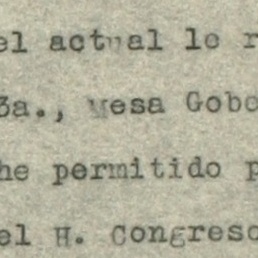 el actual le r
3a., mesa Gobe
he permitido p
el H. Congreso